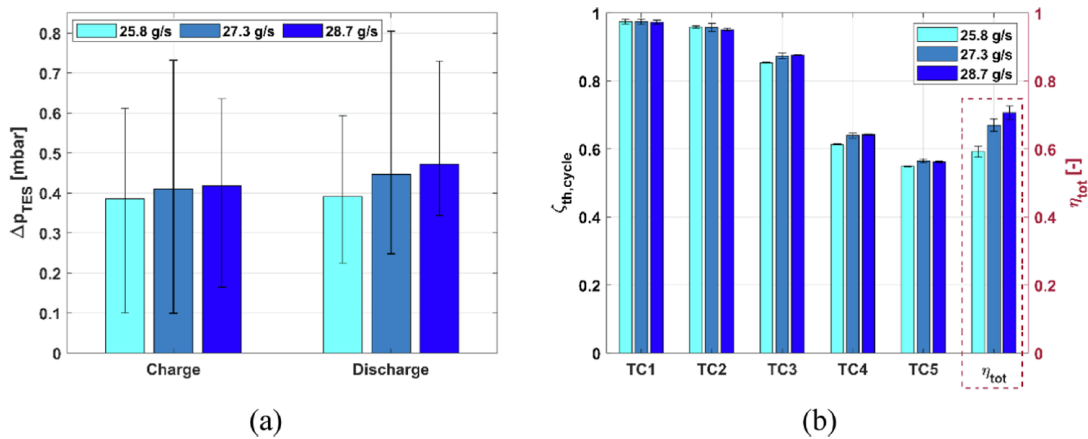 25.8 g/s 27.3 g/s 28.7 g/s
0.8
0.7
0.6
0.5
0.4
0.3
0.2
0.1
0
Δp_TES [mbar]
Charge Discharge
(a)
25.8 g/s
27.3 g/s
28.7 g/s
1
0.8
0.6
0.4
0.2
0
ζ_th,cycle
1
0.8
0.6
0.4
0.2
0
η_tot [-]
TC1 TC2 TC3 TC4 TC5 η_tot
(b)